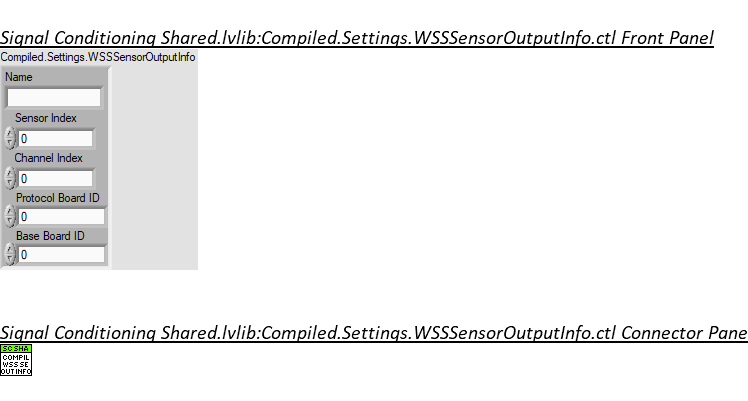 Signal Conditioning Shared.lvlib:Compiled.Settings.WSSSensorOutputInfo.ctl Front Panel
Compiled.Settings.WSSSensorOutputInfo
Name
Sensor Index
0
Channel Index
0
Protocol Board ID
0
Base Board ID
0
Signal Conditioning Shared.lvlib:Compiled.Settings.WSSSensorOutputInfo.ctl Connector Pane
SCSHA
COMPIL
WSS SE
OUTINFO